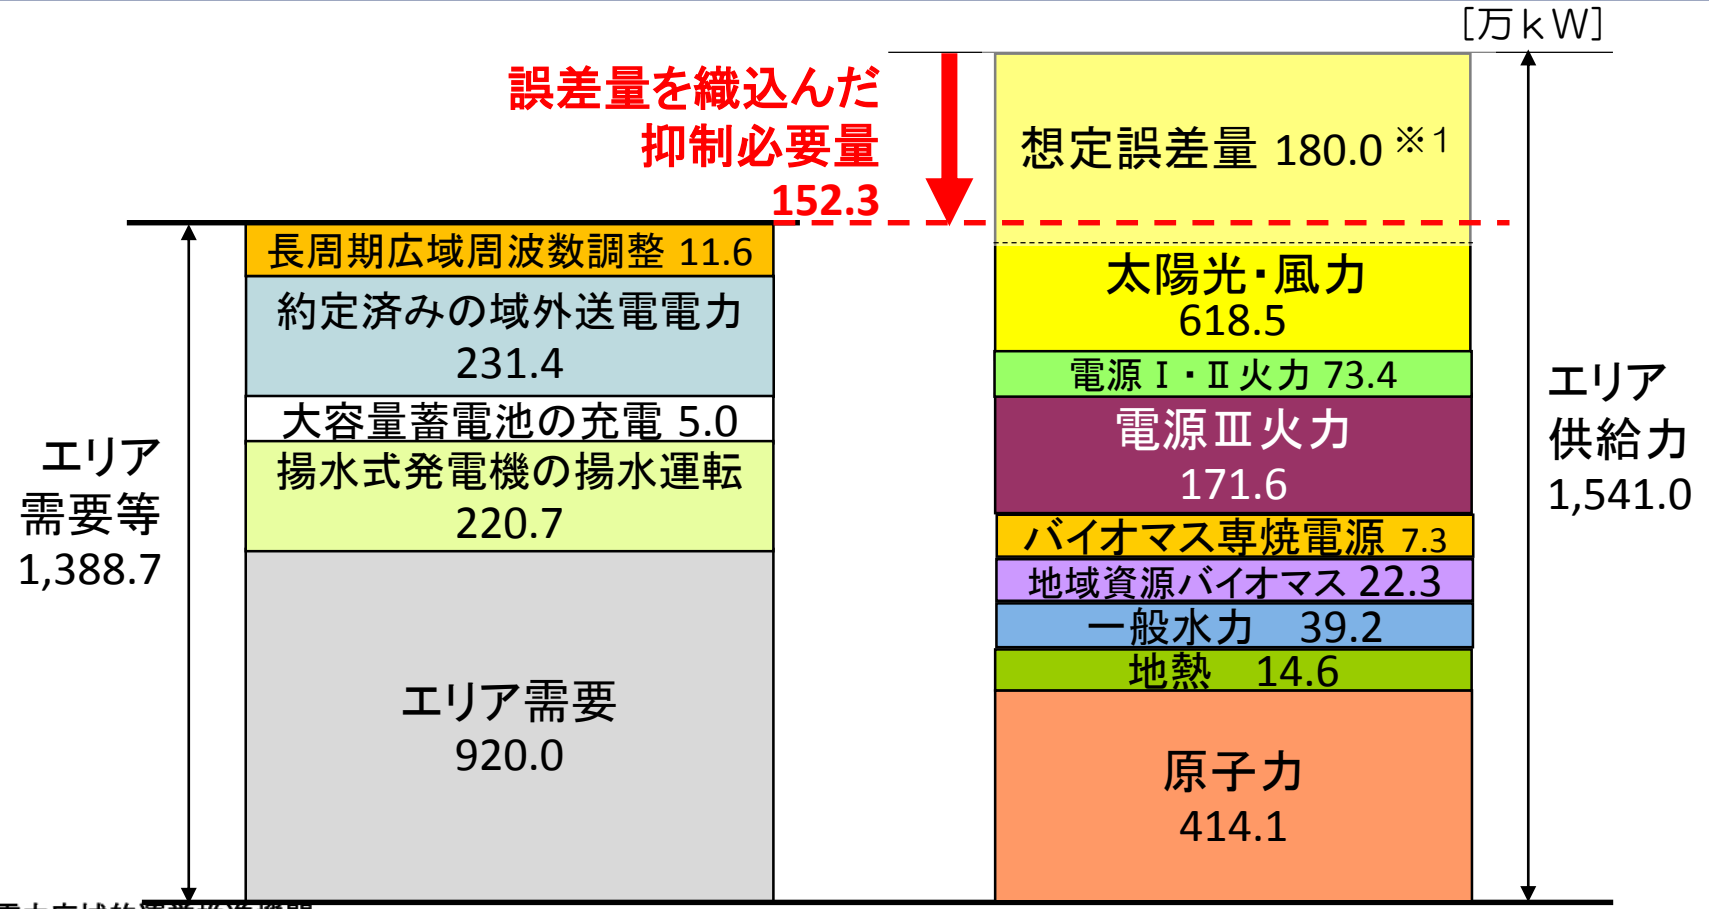 [万kW]
誤差量を織込んだ
抑制必要量
152.3
長周期広域周波数調整 11.6
約定済みの域外送電電力
231.4
大容量蓄電池の充電 5.0
揚水式発電機の揚水運転
220.7
エリア需要
920.0
エリア
需要等
1,388.7
想定誤差量 180.0 ※1
太陽光・風力
618.5
電源Ⅰ・Ⅱ火力 73.4
電源Ⅲ火力
171.6
バイオマス専焼電源 7.3
地域資源バイオマス 22.3
一般水力 39.2
地熱 14.6
原子力
414.1
エリア
供給力
1,541.0